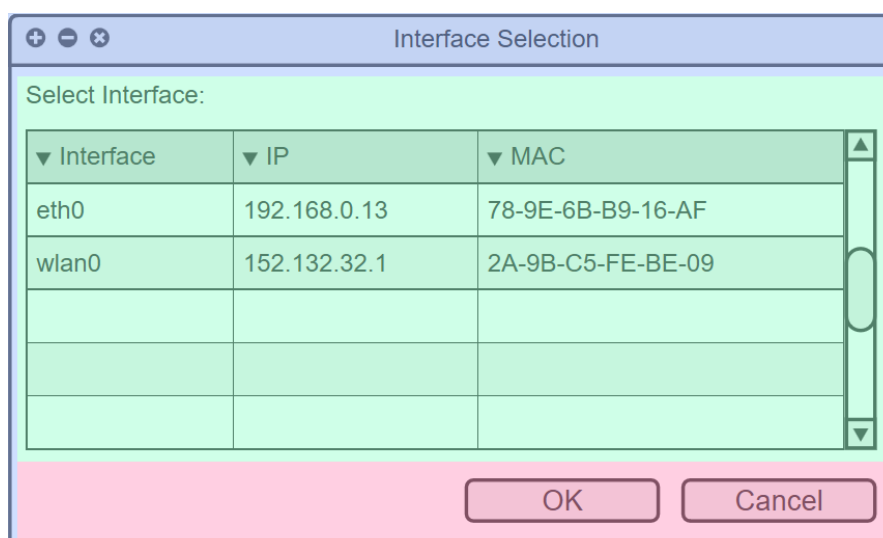 Interface Selection
Select Interface:
▼ Interface ▼ IP ▼ MAC
eth0 192.168.0.13 78-9E-6B-B9-16-AF
wlan0 152.132.32.1 2A-9B-C5-FE-BE-09
OK Cancel